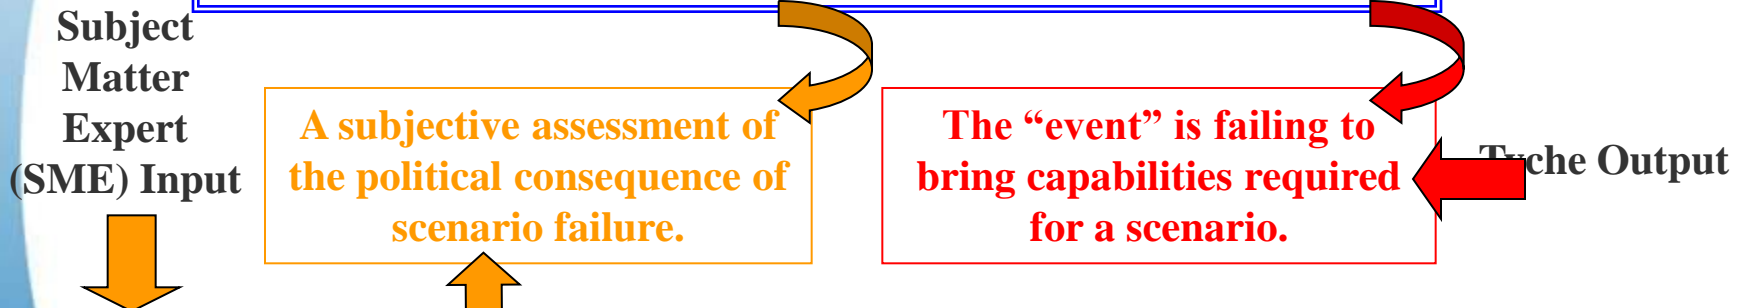 Subject
Matter
Expert
(SME) Input
A subjective assessment of
the political consequence of
scenario failure.
The “event” is failing to
bring capabilities required
for a scenario.
Tyche Output